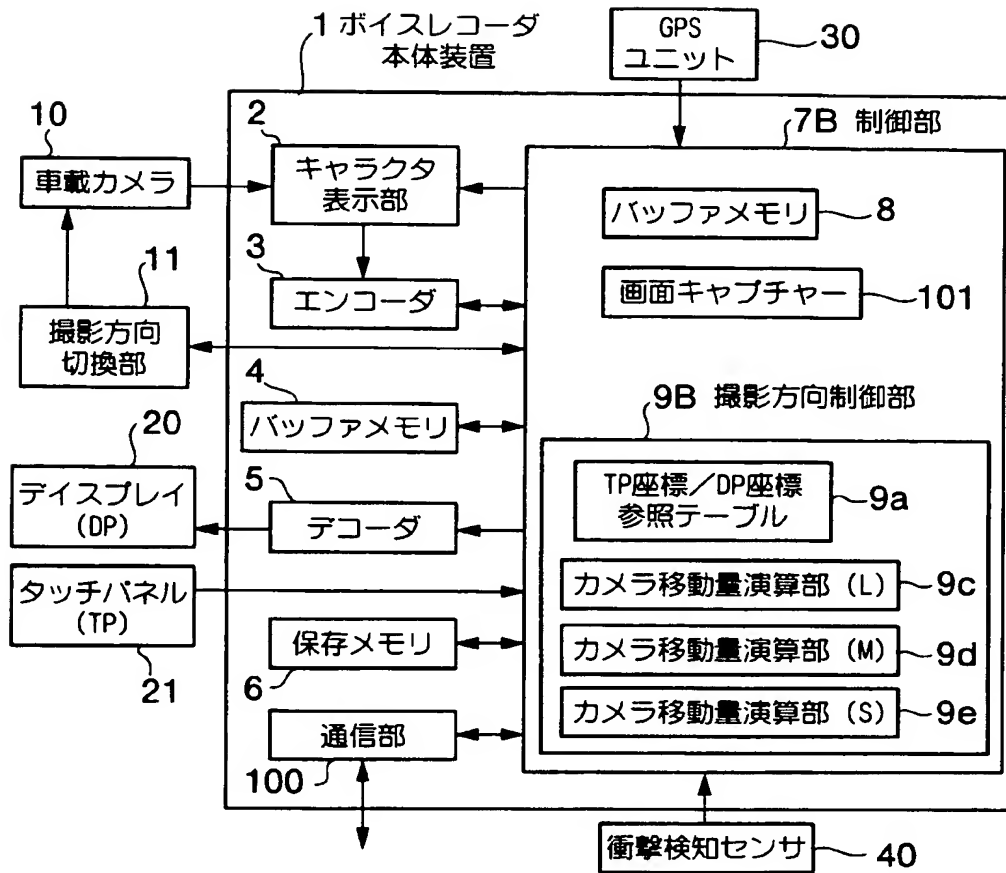 1 ボイスレコーダ
本体装置
GPS
ユニット
30
10
車載カメラ
2
キャラクタ
表示部
7B 制御部
バッファメモリ
8
11
撮影方向
切換部
3
エンコーダ
画面キャプチャー
101
4
バッファメモリ
9B 撮影方向制御部
20
デイスプレイ
(DP)
5
デコーダ
TP座標/DP座標
参照テーブル
9a
タッチパネル
(TP)
21
保存メモリ
6
カメラ移動量演算部 (L)
9c
カメラ移動量演算部 (M)
9d
カメラ移動量演算部 (S)
9e
通信部
100
衝撃検知センサ
40